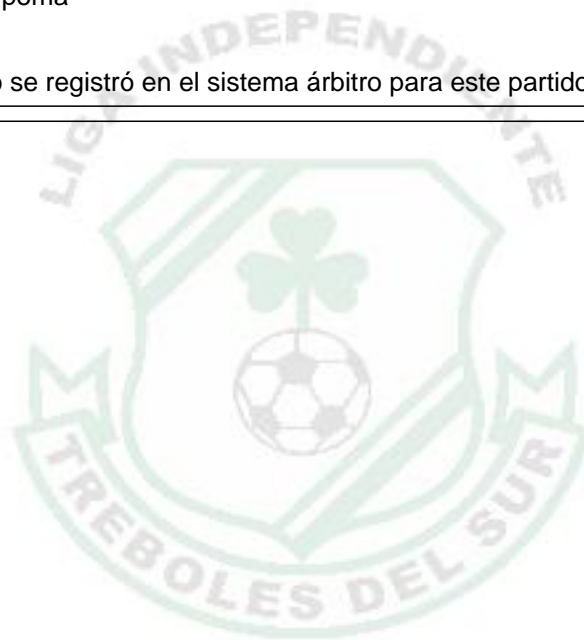 se registró en el sistema árbitro para este partido
LIGA INDEPENDIENTE
TREBOLES DEL SUR